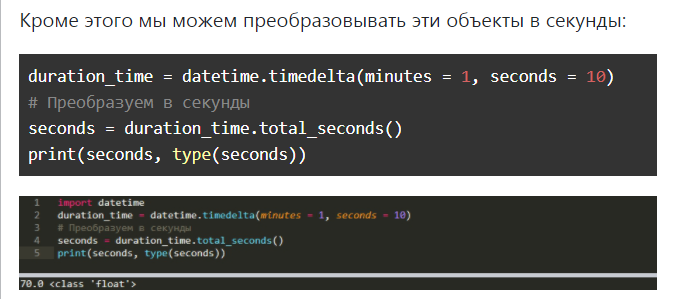 Кроме этого мы можем преобразовывать эти объекты в секунды:
duration_time = datetime.timedelta(minutes = 1, seconds = 10)
# Преобразуем в секунды
seconds = duration_time.total_seconds()
print(seconds, type(seconds))
1 import datetime
2 duration_time = datetime.timedelta(minutes = 1, seconds = 10)
3 # Преобразуем в секунды
4 seconds = duration_time.total_seconds()
5 print(seconds, type(seconds))
70.0 <class 'float'>